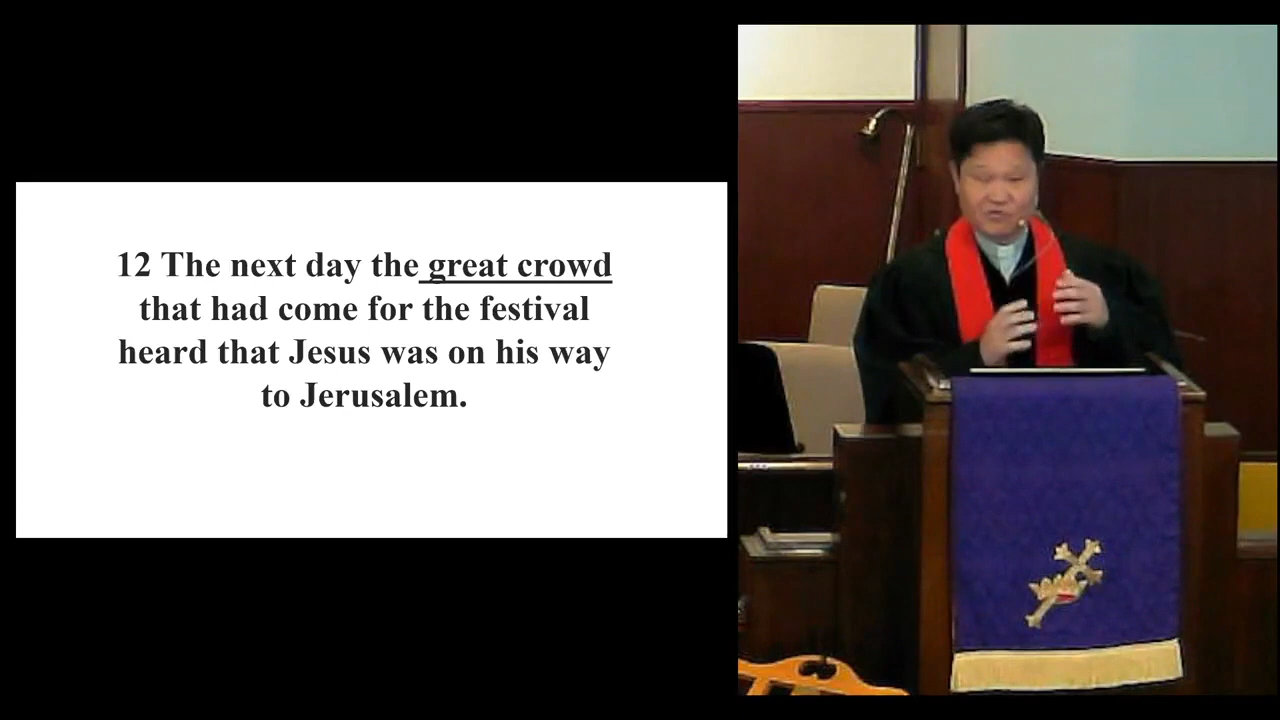 12 The next day the great crowd
that had come for the festival
heard that Jesus was on his way
to Jerusalem.